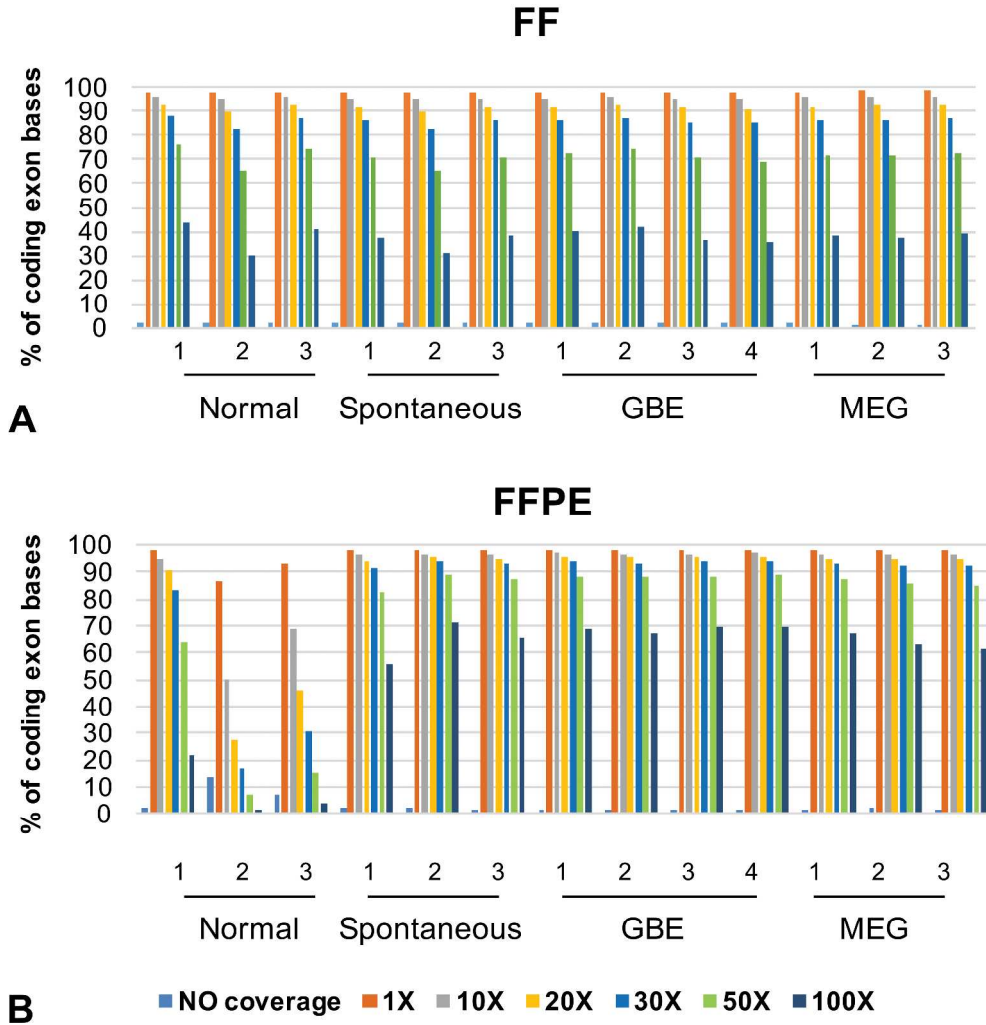 FF
% of coding exon bases
100
90
80
70
60
50
40
30
20
10
0
1 2 3 1 2 3 1 2 3 4 1 2 3
Normal Spontaneous GBE MEG
A
FFPE
% of coding exon bases
100
90
80
70
60
50
40
30
20
10
0
1 2 3 1 2 3 1 2 3 4 1 2 3
Normal Spontaneous GBE MEG
B
NO coverage 1X 10X 20X 30X 50X 100X